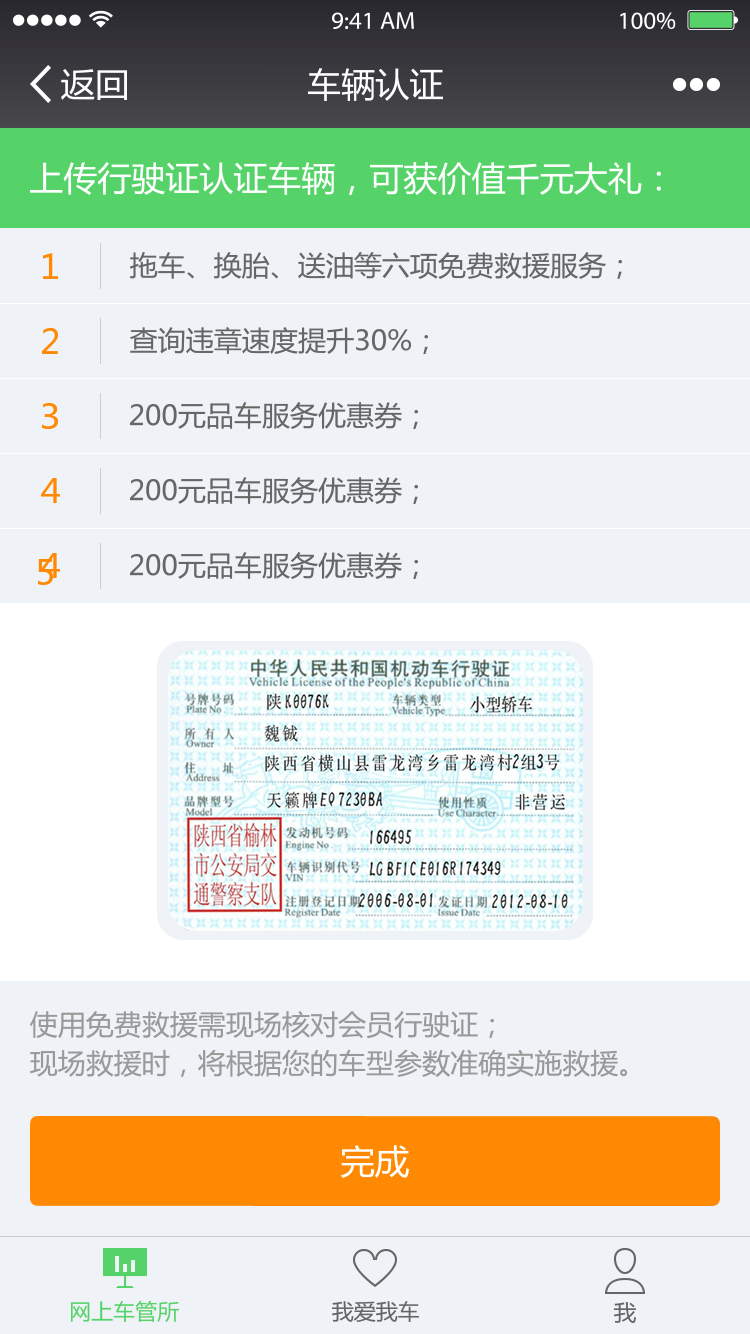 9:41 AM
100%
返回
车辆认证
上传行驶证认证车辆，可获价值千元大礼：
1 拖车、换胎、送油等六项免费救援服务；
2 查询违章速度提升30%；
3 200元品车服务优惠券；
4 200元品车服务优惠券；
45 200元品车服务优惠券；
中华人民共和国机动车行驶证
Vehicle License of the People's Republic of China
号牌号码 陕K0076K 车辆类型 小型轿车
Plate No. Vehicle Type
所有人 魏铖
Owner
住址 陕西省横山县雷龙湾乡雷龙湾村2组3号
Address
品牌型号 天籁牌EQ7230BA 使用性质 非营运
Model Use Character
陕西省榆林
市公安局交
通警察支队
发动机号码 166495
Engine No
车辆识别代号 LGBF1CE016R174349
VIN
注册登记日期 2006-08-01 发证日期 2012-08-10
Register Date Issue Date
使用免费救援需现场核对会员行驶证；
现场救援时，将根据您的车型参数准确实施救援。
完成
网上车管所
我爱我车
我